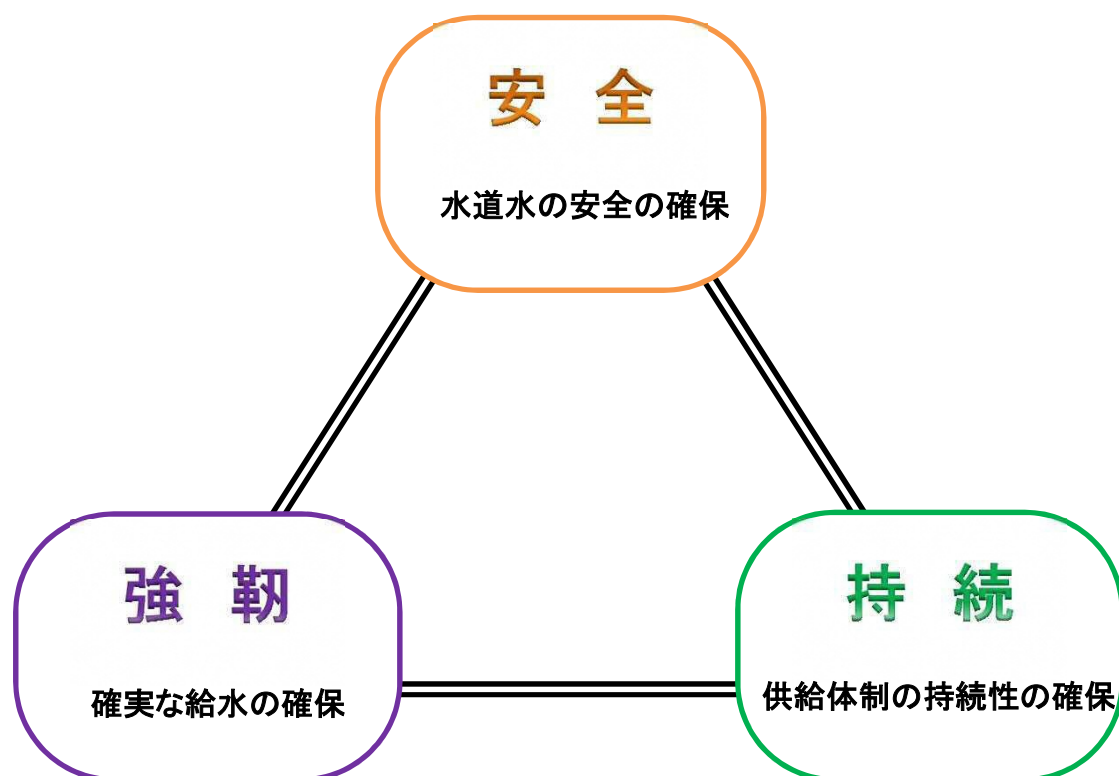 安 全
水道水の安全の確保
強 靭
確実な給水の確保
持 続
供給体制の持続性の確保